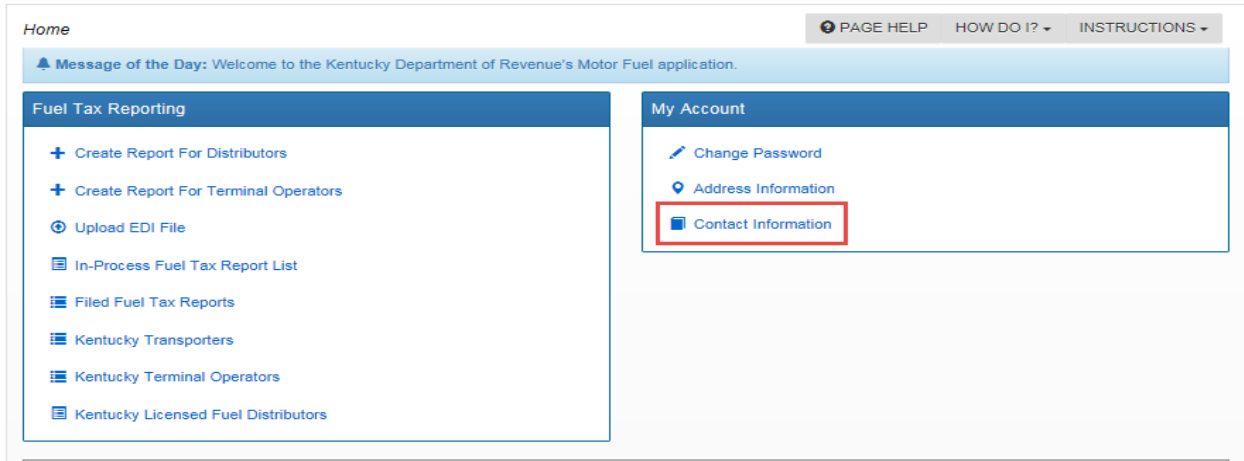 Home
PAGE HELP HOW DO I? INSTRUCTIONS
Message of the Day: Welcome to the Kentucky Department of Revenue's Motor Fuel application.
Fuel Tax Reporting
Create Report For Distributors
Create Report For Terminal Operators
Upload EDI File
In-Process Fuel Tax Report List
Filed Fuel Tax Reports
Kentucky Transporters
Kentucky Terminal Operators
Kentucky Licensed Fuel Distributors
My Account
Change Password
Address Information
Contact Information